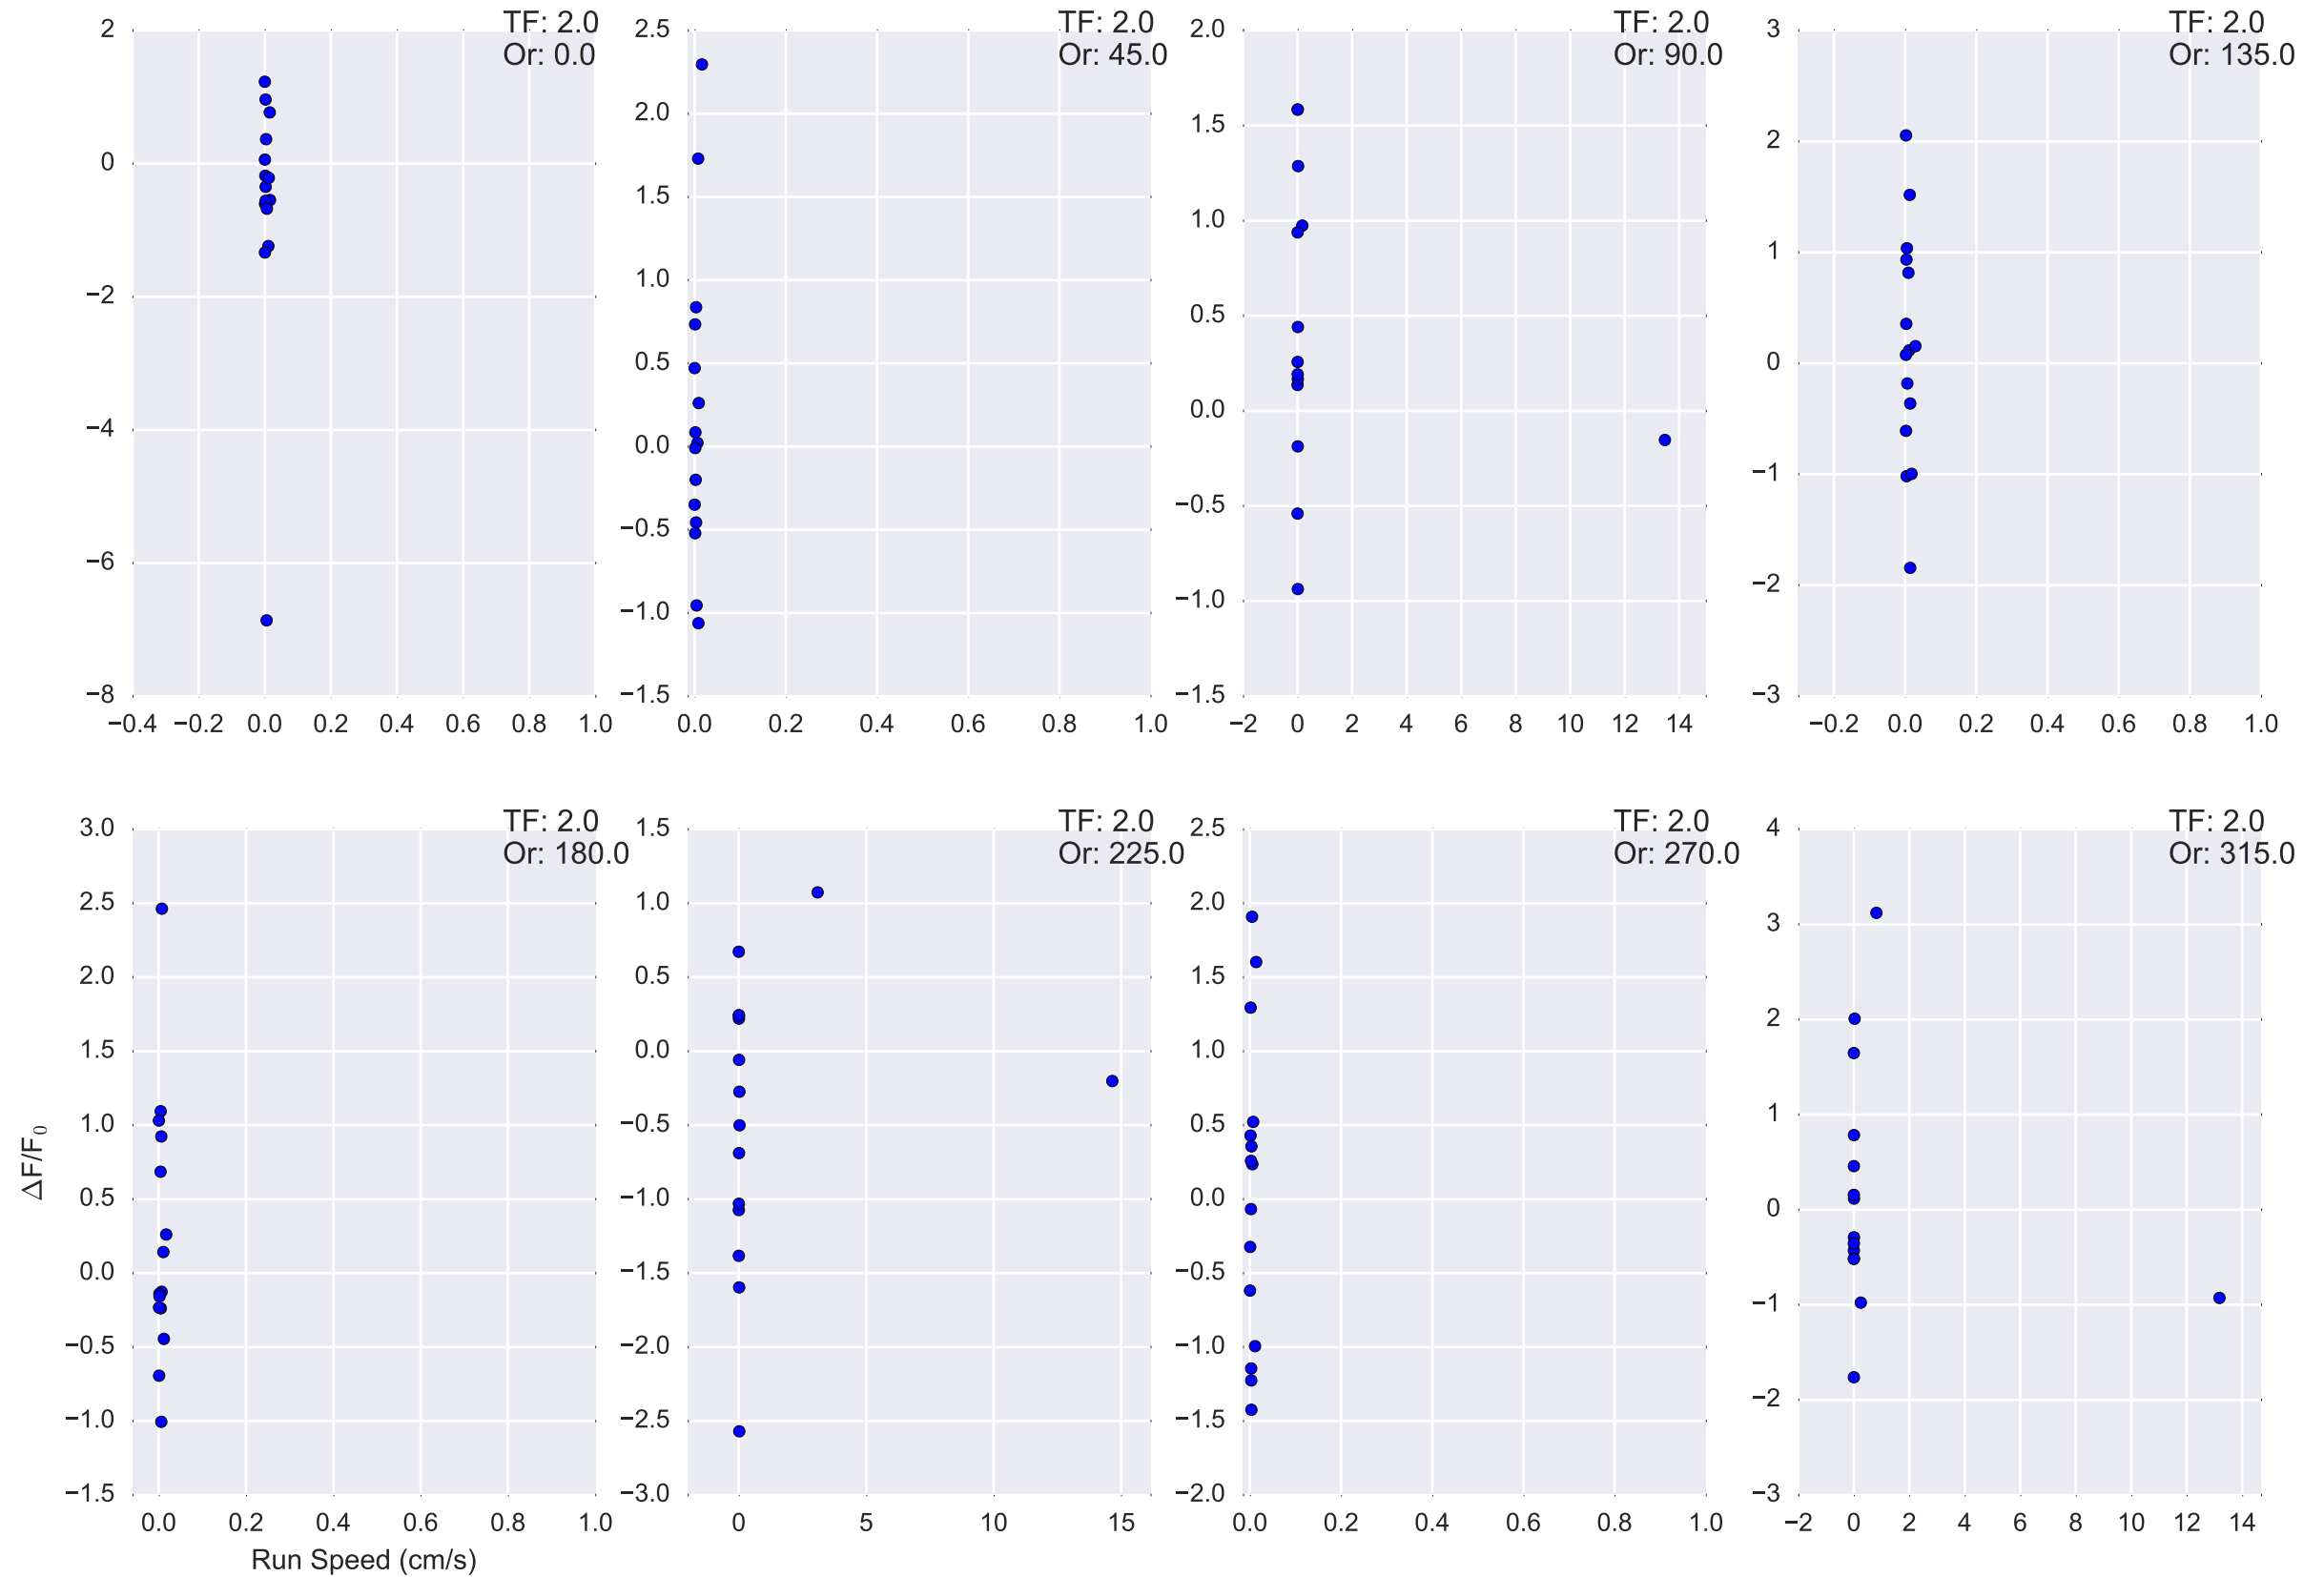 TF: 2.0 TF: 2.0 TF: 2.0 TF: 2.0
Or: 0.0 Or: 45.0 Or: 90.0 Or: 135.0
2 2.5 2.0 3
0 2.0 1.5 2
−2 1.5 1.0 1
−4 1.0 0.5 0
−6 0.5 0.0 −1
−8 0.0 −0.5 −2
−0.5 −1.0 −3
−1.0 −1.5
−1.5
−0.4 −0.2 0.0 0.2 0.4 0.6 0.8 1.0 0.0 0.2 0.4 0.6 0.8 1.0 −2 0 2 4 6 8 10 12 14 −0.2 0.0 0.2 0.4 0.6 0.8 1.0
TF: 2.0 TF: 2.0 TF: 2.0 TF: 2.0
Or: 180.0 Or: 225.0 Or: 270.0 Or: 315.0
3.0 1.5 2.5 4
2.5 1.0 2.0 3
2.0 0.5 1.5 2
1.5 0.0 1.0 1
1.0 −0.5 0.5 0
0.5 −1.0 0.0 −1
0.0 −1.5 −0.5 −2
−0.5 −2.0 −1.0 −3
−1.0 −2.5 −1.5
−1.5 −3.0 −2.0
ΔF/F₀
0.0 0.2 0.4 0.6 0.8 1.0 0 5 10 15 0.0 0.2 0.4 0.6 0.8 1.0 −2 0 2 4 6 8 10 12 14
Run Speed (cm/s)